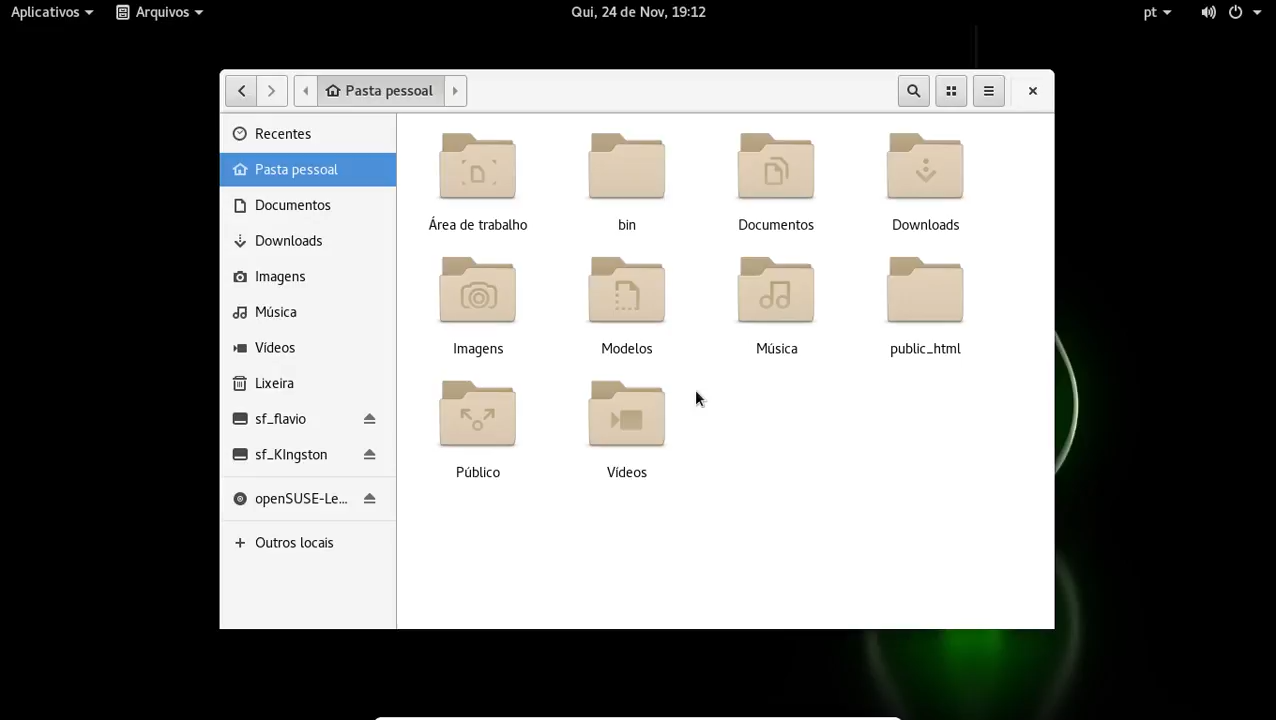 Aplicativos Arquivos Qui, 24 de Nov, 19:12 pt
Pasta pessoal
Recentes
Pasta pessoal
Documentos
Downloads
Imagens
Música
Vídeos
Lixeira
sf_flavio
sf_KIngston
openSUSE-Le...
Outros locais
Área de trabalho bin Documentos Downloads
Imagens Modelos Música public_html
Público Vídeos